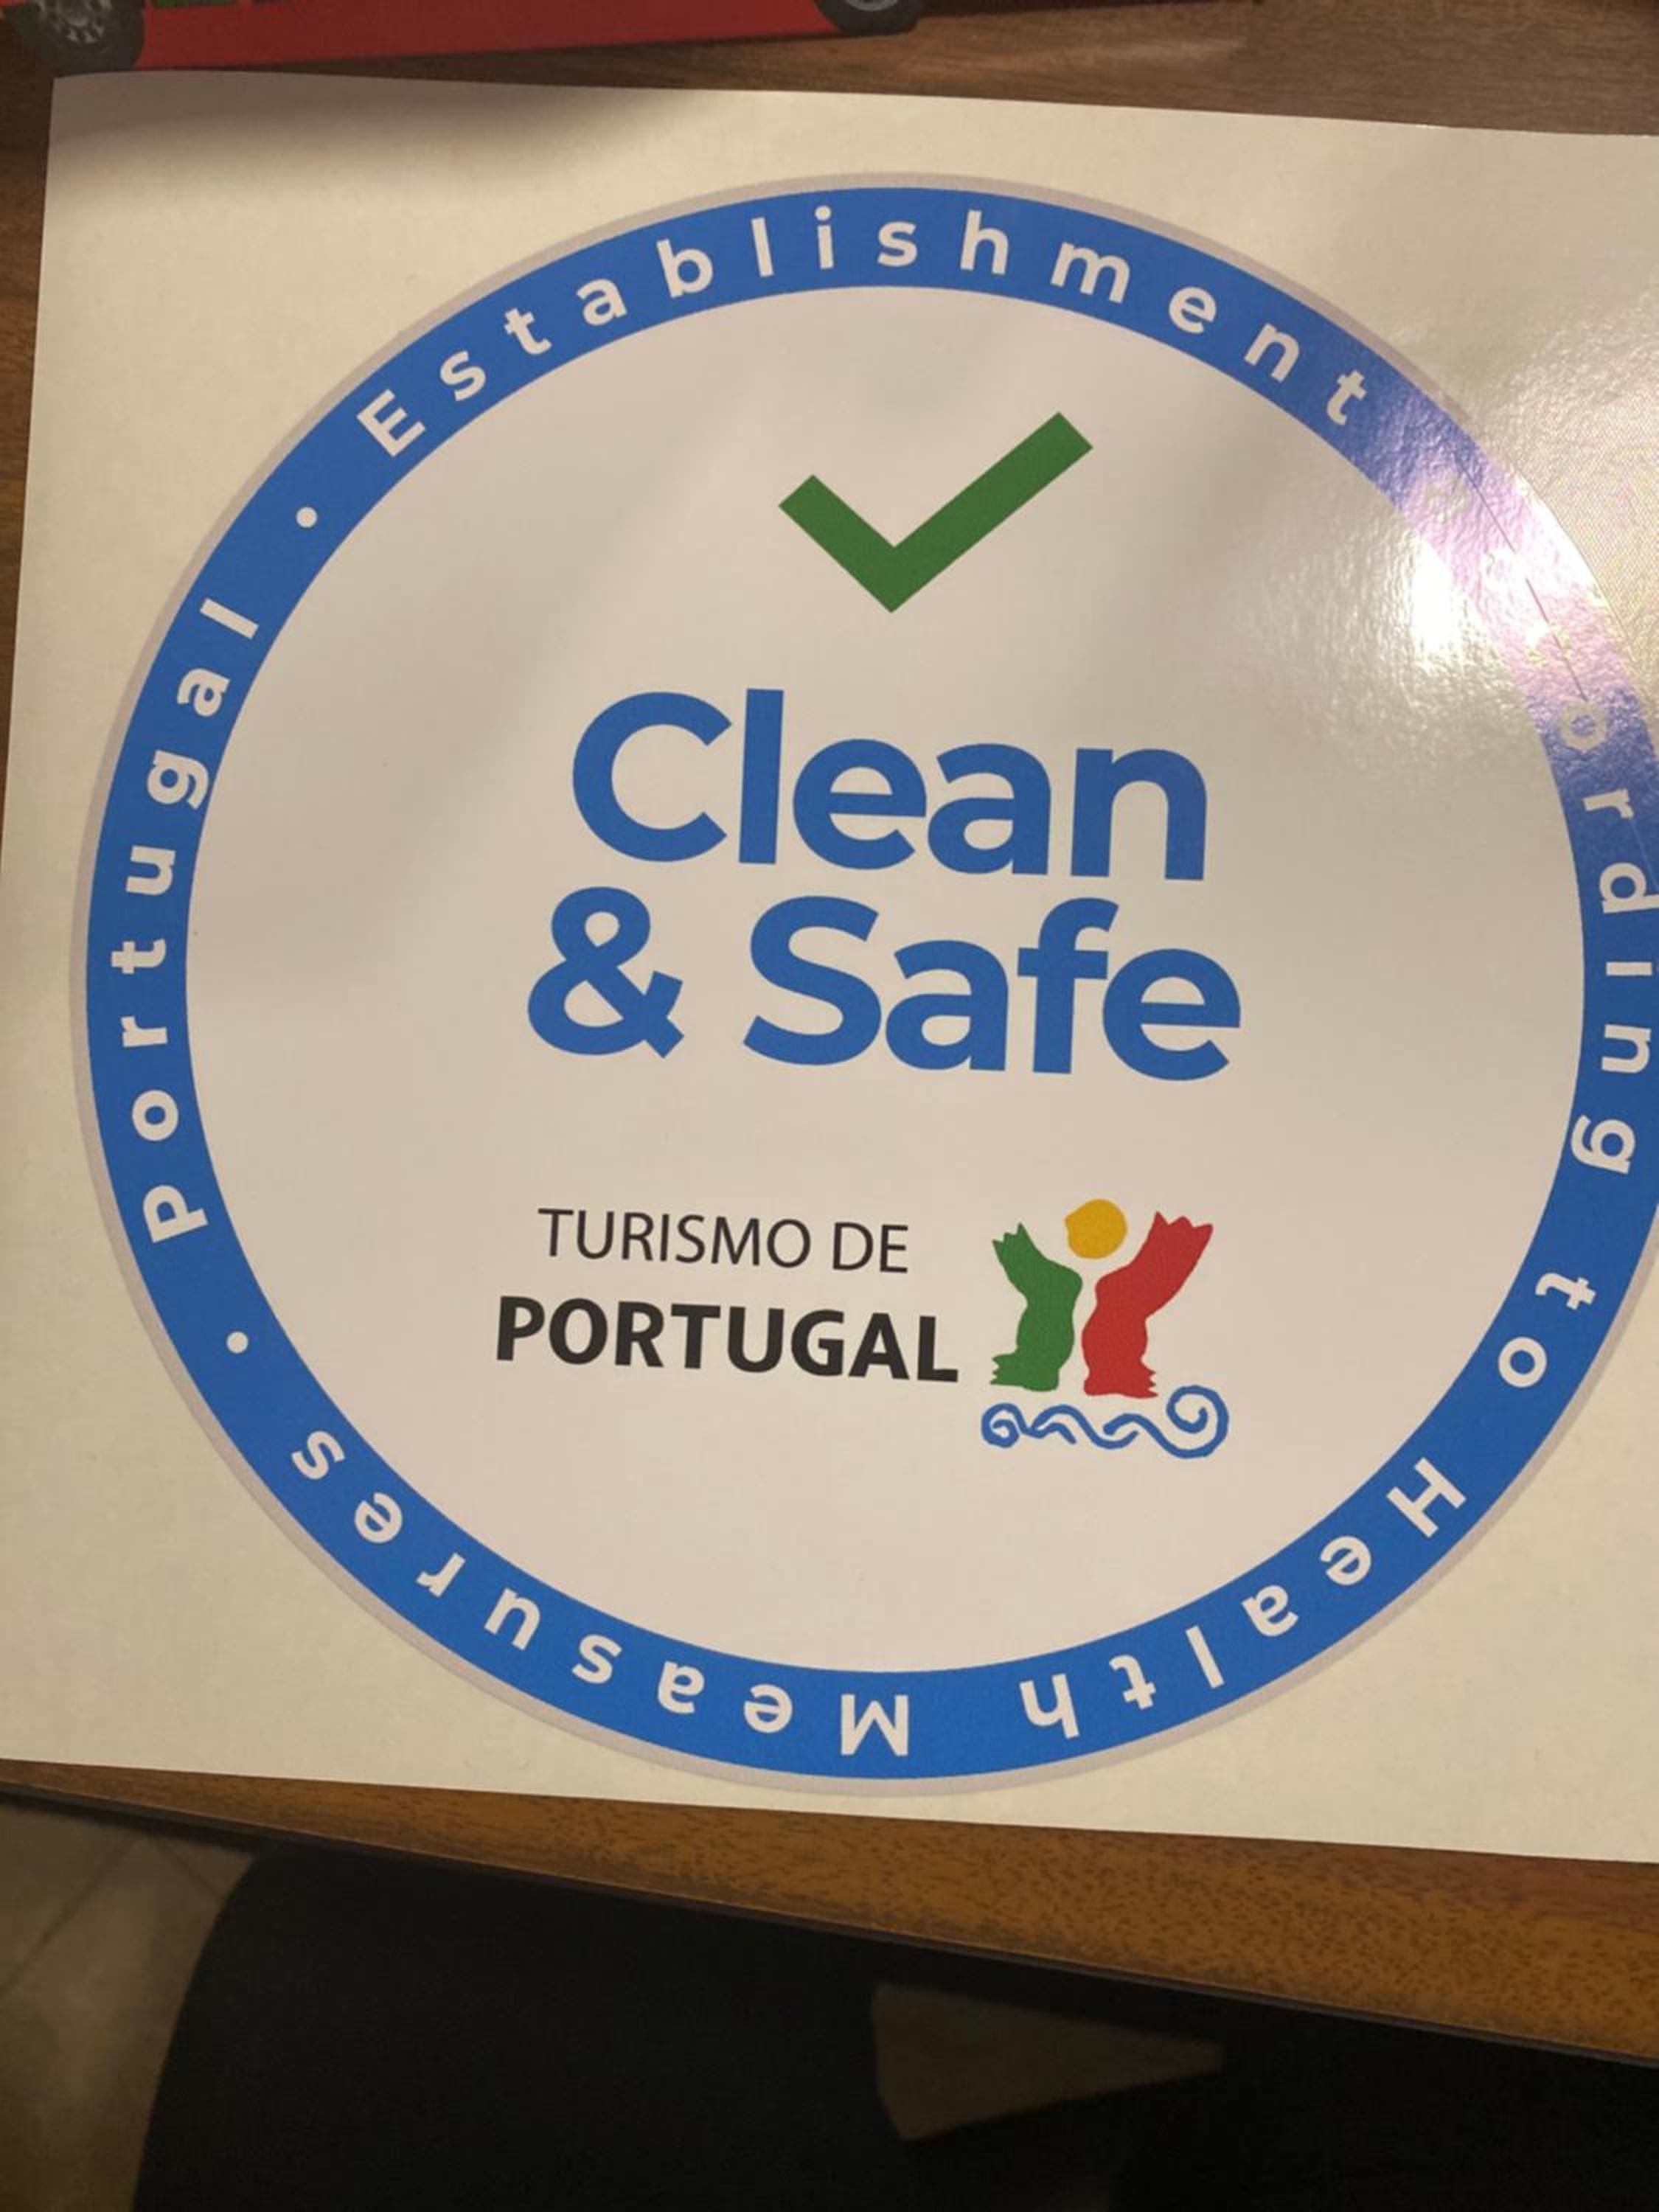 Clean
& Safe
TURISMO DE
PORTUGAL
Establishment
to Health Measures • Portugal •